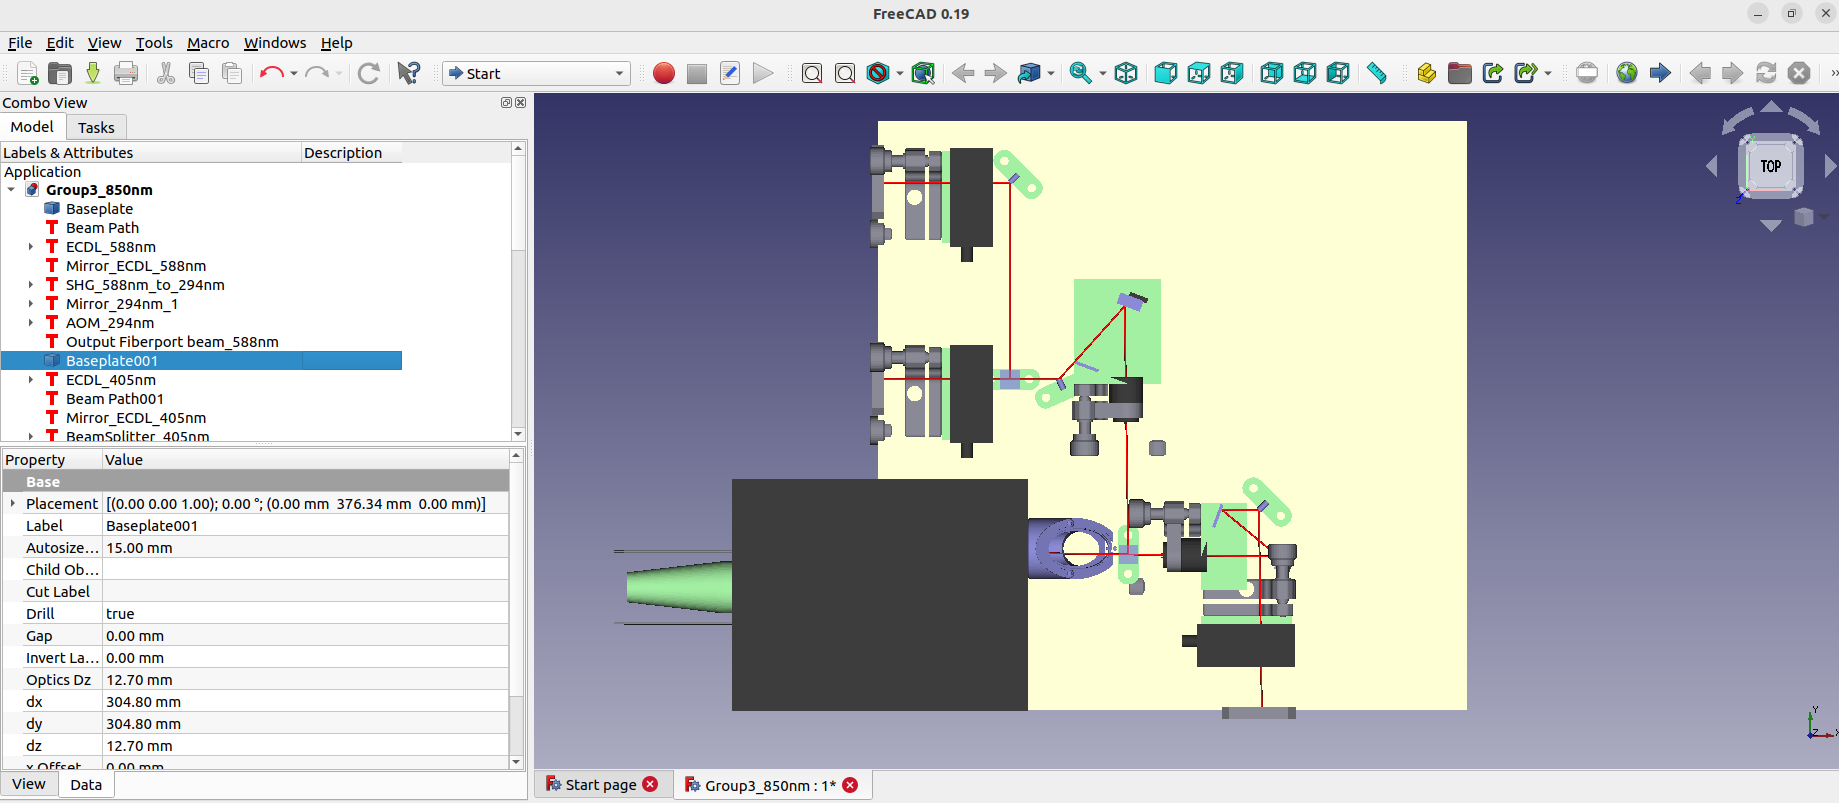 FreeCAD 0.19
File Edit View Tools Macro Windows Help
Start
Combo View
Model Tasks
Labels & Attributes Description
Application
Group3_850nm
Baseplate
Beam Path
ECDL_588nm
Mirror_ECDL_588nm
SHG_588nm_to_294nm
Mirror_294nm_1
AOM_294nm
Output Fiberport beam_588nm
Baseplate001
ECDL_405nm
Beam Path001
Mirror_ECDL_405nm
BeamSplitter_405nm
Property Value
Base
Placement [(0.00 0.00 1.00); 0.00 °; (0.00 mm 376.34 mm 0.00 mm)]
Label Baseplate001
Autosize... 15.00 mm
Child Ob...
Cut Label
Drill true
Gap 0.00 mm
Invert La... 0.00 mm
Optics Dz 12.70 mm
dx 304.80 mm
dy 304.80 mm
dz 12.70 mm
x Offset 0.00 mm
View Data
TOP
Z
Y
Z X
Start page Group3_850nm : 1*